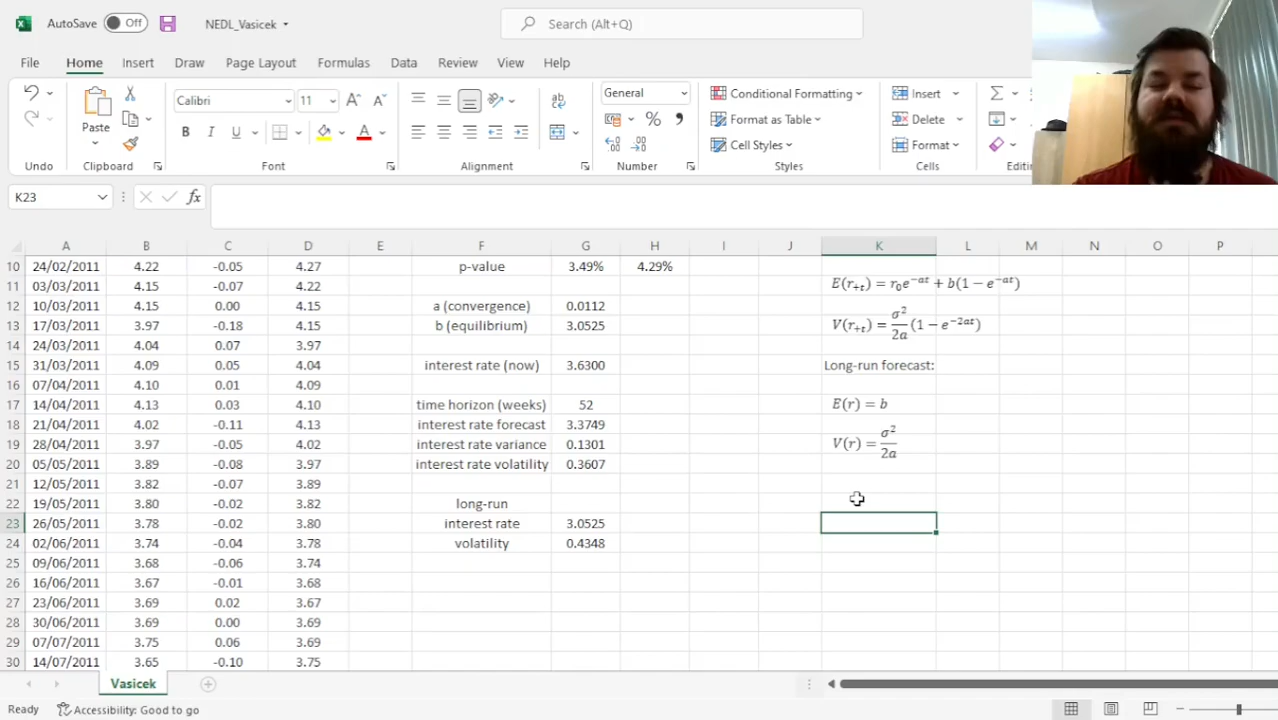 AutoSave Off NEDL_Vasicek Search (Alt+Q)
File Home Insert Draw Page Layout Formulas Data Review View Help
Calibri 11 General Conditional Formatting Insert
Paste Format as Table Delete
B I U A % Cell Styles Format
Undo Clipboard Font Alignment Number Styles Cells
K23 fx
A B C D E F G H I J K L M N O P
10 24/02/2011 4.22 -0.05 4.27 p-value 3.49% 4.29%
E(r₊ₜ) = r₀e⁻ᵃᵗ + b(1 − e⁻ᵃᵗ)
11 03/03/2011 4.15 -0.07 4.22
12 10/03/2011 4.15 0.00 4.15 a (convergence) 0.0112
13 17/03/2011 3.97 -0.18 4.15 b (equilibrium) 3.0525 V(r₊ₜ) = σ²/2a (1 − e⁻²ᵃᵗ)
14 24/03/2011 4.04 0.07 3.97
15 31/03/2011 4.09 0.05 4.04 interest rate (now) 3.6300 Long-run forecast:
16 07/04/2011 4.10 0.01 4.09
17 14/04/2011 4.13 0.03 4.10 time horizon (weeks) 52 E(r) = b
18 21/04/2011 4.02 -0.11 4.13 interest rate forecast 3.3749
19 28/04/2011 3.97 -0.05 4.02 interest rate variance 0.1301 V(r) = σ²/2a
20 05/05/2011 3.89 -0.08 3.97 interest rate volatility 0.3607
21 12/05/2011 3.82 -0.07 3.89
22 19/05/2011 3.80 -0.02 3.82 long-run
23 26/05/2011 3.78 -0.02 3.80 interest rate 3.0525
24 02/06/2011 3.74 -0.04 3.78 volatility 0.4348
25 09/06/2011 3.68 -0.06 3.74
26 16/06/2011 3.67 -0.01 3.68
27 23/06/2011 3.69 0.02 3.67
28 30/06/2011 3.69 0.00 3.69
29 07/07/2011 3.75 0.06 3.69
30 14/07/2011 3.65 -0.10 3.75
Vasicek
Ready Accessibility: Good to go